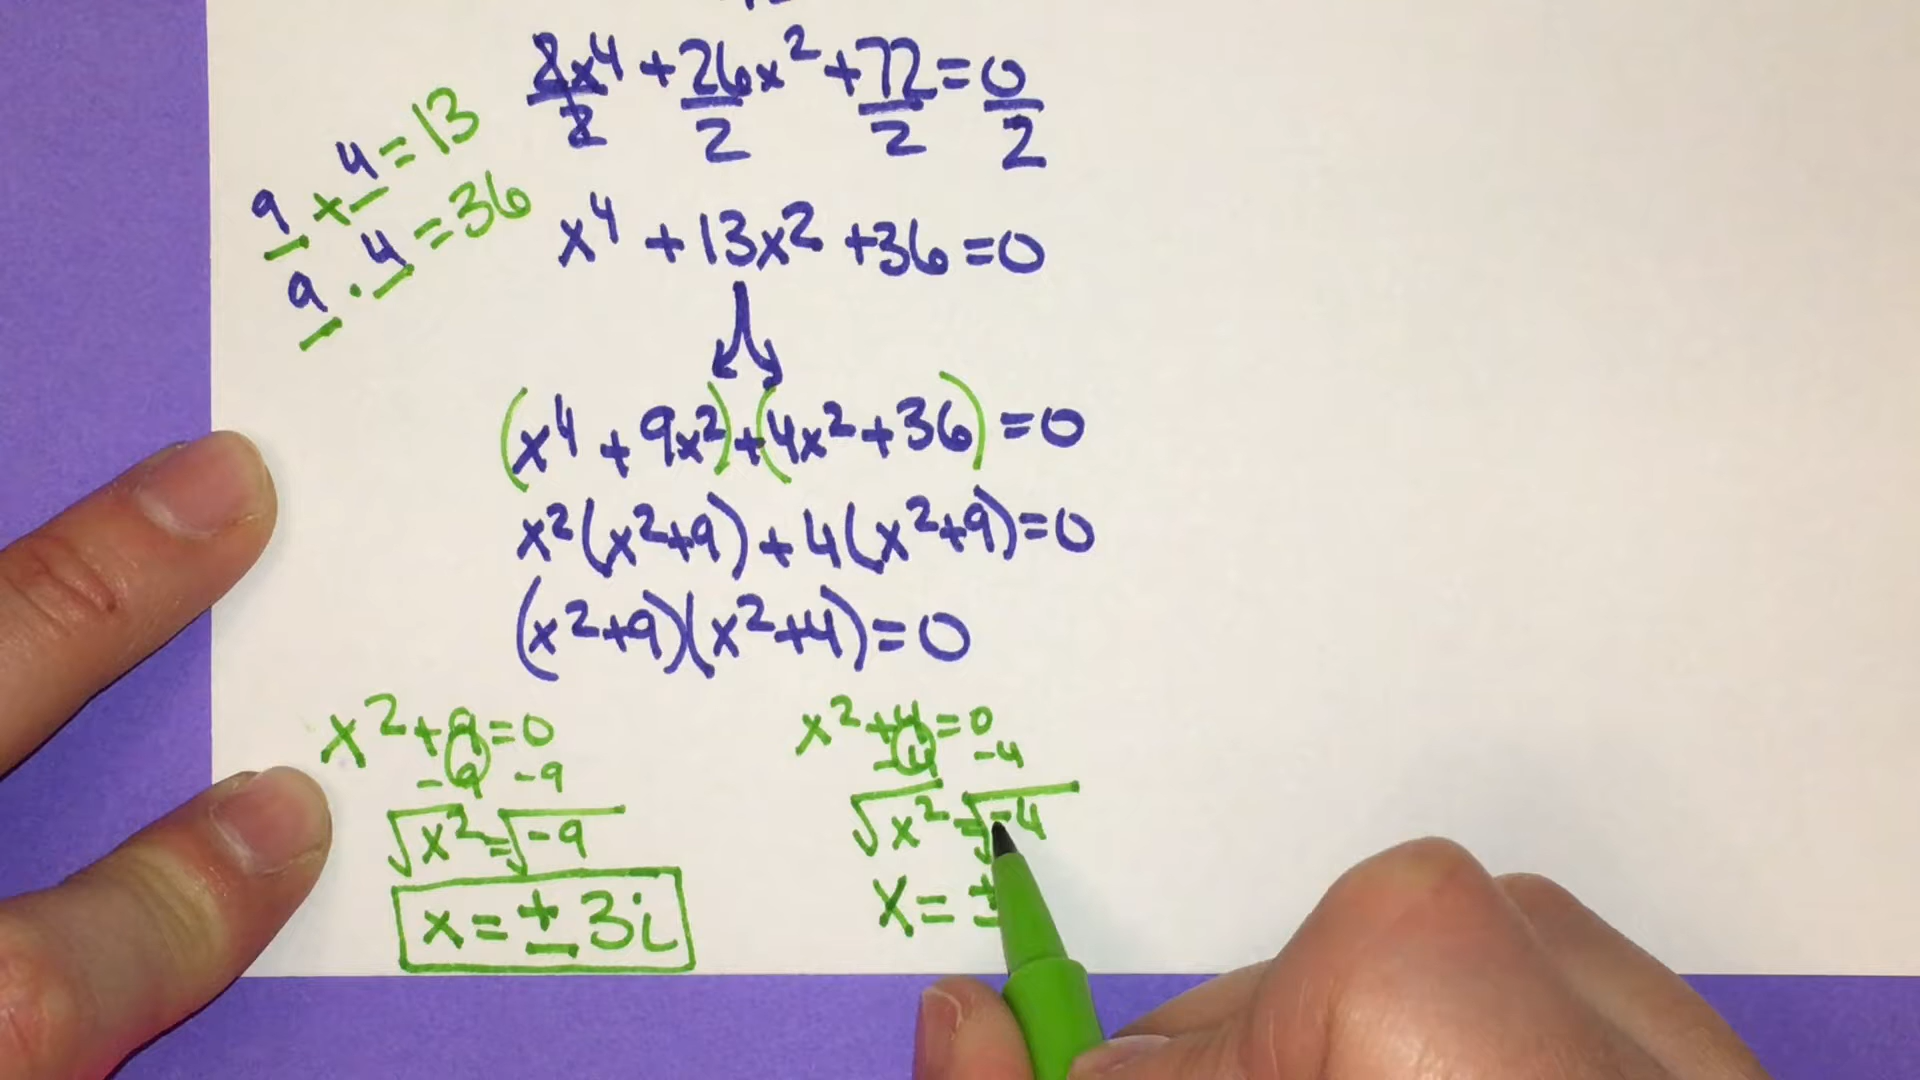 2x⁴ + 26x² + 72 = 0
2 2 2 2
9 + 4 = 13
9 · 4 = 36
x⁴ + 13x² + 36 = 0
(x⁴ + 9x²) + (4x² + 36) = 0
x²(x²+9) + 4(x²+9) = 0
(x²+9)(x²+4) = 0
x² + 9 = 0
-9 -9
√x² = √-9
x = ± 3i
x² + 4 = 0
-4 -4
√x² = √-4
x = ±